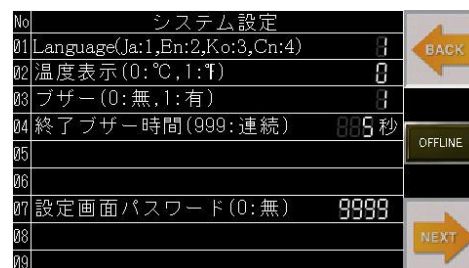 No システム設定
01 Language(Ja:1,En:2,Ko:3,Cn:4) 1
02 温度表示(0:℃,1:℉) 0
03 ブザー(0:無,1:有) 1
04 終了ブザー時間(999:連続) 5秒
05
06
07 設定画面パスワード(0:無) 9999
08
09
BACK
OFFLINE
NEXT